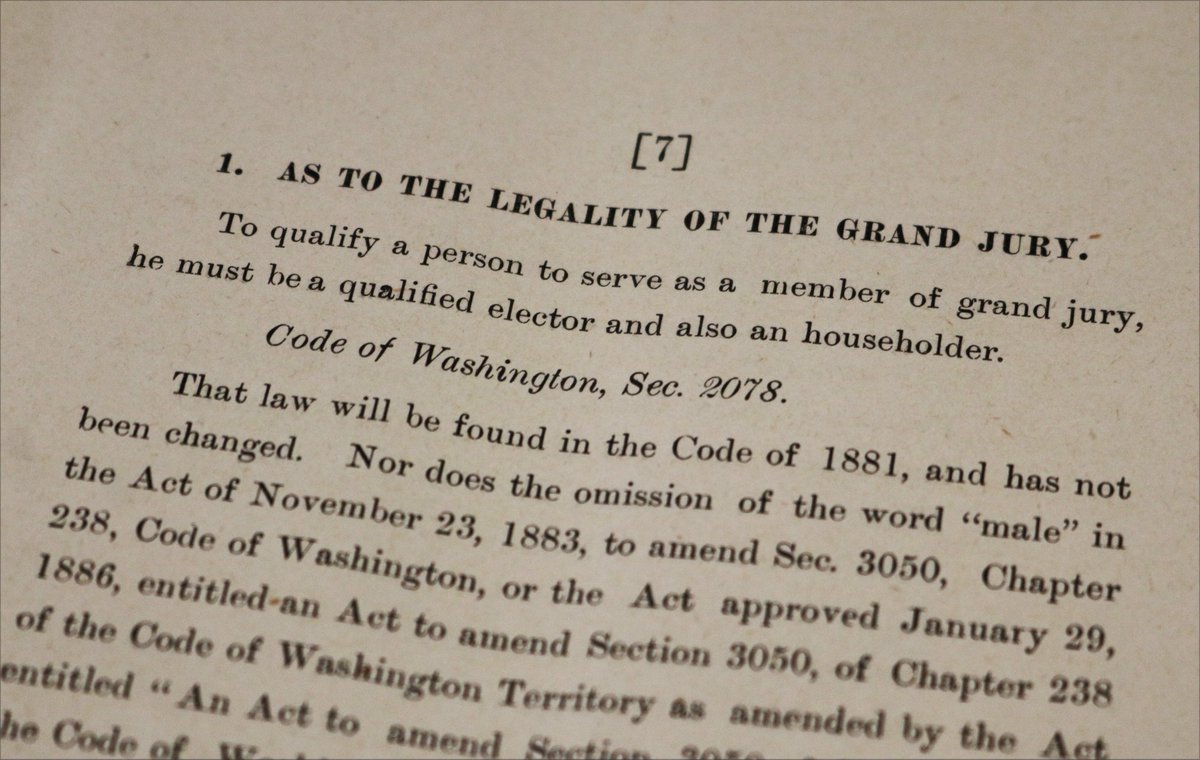 [7]
1. AS TO THE LEGALITY OF THE GRAND JURY.
To qualify a person to serve as a member of grand jury,
he must be a qualified elector and also an householder.
Code of Washington, Sec. 2078.
That law will be found in the Code of 1881, and has not
been changed. Nor does the omission of the word “male” in
the Act of November 23, 1883, to amend Sec. 3050, Chapter
238, Code of Washington, or the Act approved January 29,
1886, entitled an Act to amend Section 3050, of Chapter 238
of the Code of Washington Territory as amended by the Act
entitled “An Act to amend Section 3050
he Code of